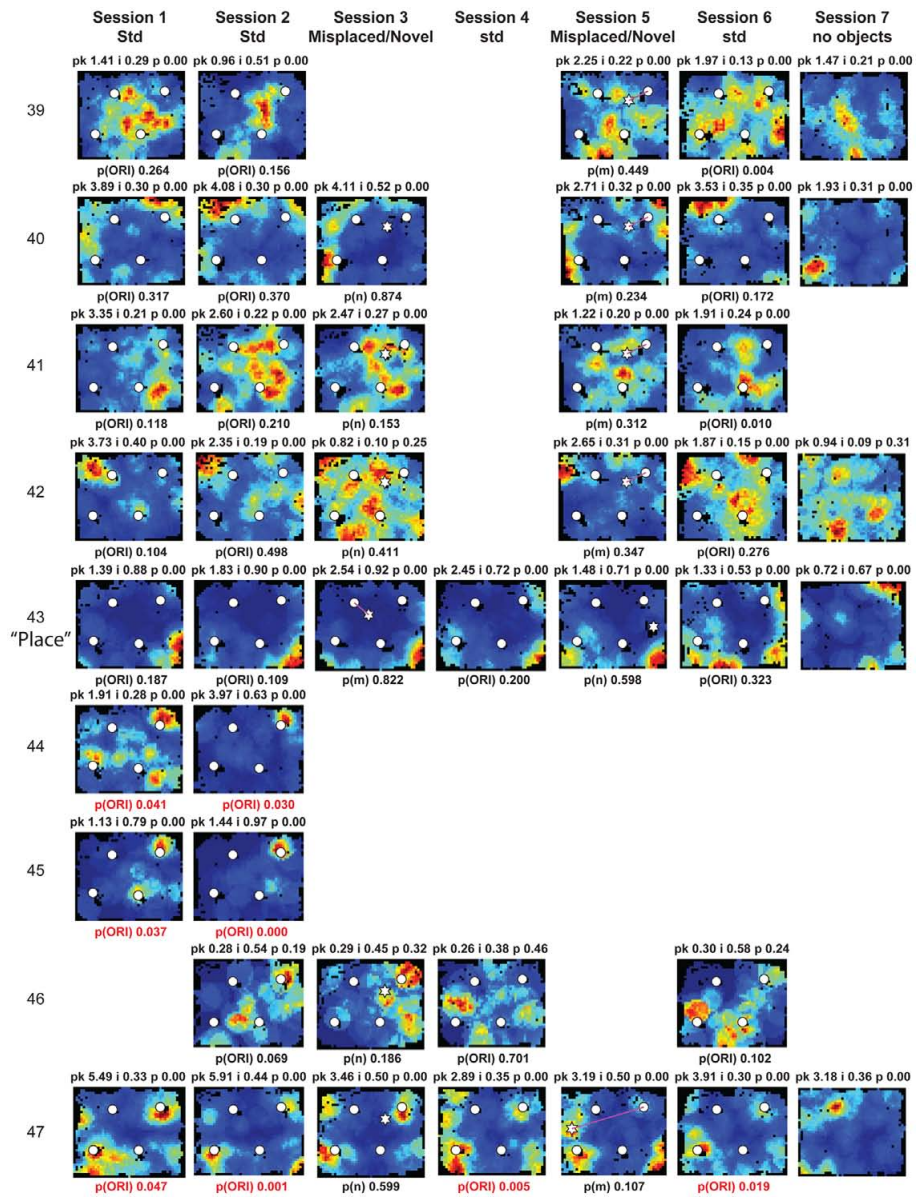 Session 1 Session 2 Session 3 Session 4 Session 5 Session 6 Session 7
Std Std Misplaced/Novel std Misplaced/Novel std no objects
pk 1.41 i 0.29 p 0.00 pk 0.96 i 0.51 p 0.00 pk 2.25 i 0.22 p 0.00 pk 1.97 i 0.13 p 0.00 pk 1.47 i 0.21 p 0.00
39
p(ORI) 0.264 p(ORI) 0.156 p(m) 0.449 p(ORI) 0.004
pk 3.89 i 0.30 p 0.00 pk 4.08 i 0.30 p 0.00 pk 4.11 i 0.52 p 0.00 pk 2.71 i 0.32 p 0.00 pk 3.53 i 0.35 p 0.00 pk 1.93 i 0.31 p 0.00
40
p(ORI) 0.317 p(ORI) 0.370 p(n) 0.874 p(m) 0.234 p(ORI) 0.172
pk 3.35 i 0.21 p 0.00 pk 2.60 i 0.22 p 0.00 pk 2.47 i 0.27 p 0.00 pk 1.22 i 0.20 p 0.00 pk 1.91 i 0.24 p 0.00
41
p(ORI) 0.118 p(ORI) 0.210 p(n) 0.153 p(m) 0.312 p(ORI) 0.010
pk 3.73 i 0.40 p 0.00 pk 2.35 i 0.19 p 0.00 pk 0.82 i 0.10 p 0.25 pk 2.65 i 0.31 p 0.00 pk 1.87 i 0.15 p 0.00 pk 0.94 i 0.09 p 0.31
42
p(ORI) 0.104 p(ORI) 0.498 p(n) 0.411 p(m) 0.347 p(ORI) 0.276
pk 1.39 i 0.88 p 0.00 pk 1.83 i 0.90 p 0.00 pk 2.54 i 0.92 p 0.00 pk 2.45 i 0.72 p 0.00 pk 1.48 i 0.71 p 0.00 pk 1.33 i 0.53 p 0.00 pk 0.72 i 0.67 p 0.00
43
"Place"
p(ORI) 0.187 p(ORI) 0.109 p(m) 0.822 p(ORI) 0.200 p(n) 0.598 p(ORI) 0.323
pk 1.91 i 0.28 p 0.00 pk 3.97 i 0.63 p 0.00
44
p(ORI) 0.041 p(ORI) 0.030
pk 1.13 i 0.79 p 0.00 pk 1.44 i 0.97 p 0.00
45
p(ORI) 0.037 p(ORI) 0.000
pk 0.28 i 0.54 p 0.19 pk 0.29 i 0.45 p 0.32 pk 0.26 i 0.38 p 0.46 pk 0.30 i 0.58 p 0.24
46
p(ORI) 0.069 p(n) 0.186 p(ORI) 0.701 p(ORI) 0.102
pk 5.49 i 0.33 p 0.00 pk 5.91 i 0.44 p 0.00 pk 3.46 i 0.50 p 0.00 pk 2.89 i 0.35 p 0.00 pk 3.19 i 0.50 p 0.00 pk 3.91 i 0.30 p 0.00 pk 3.18 i 0.36 p 0.00
47
p(ORI) 0.047 p(ORI) 0.001 p(n) 0.599 p(ORI) 0.005 p(m) 0.107 p(ORI) 0.019